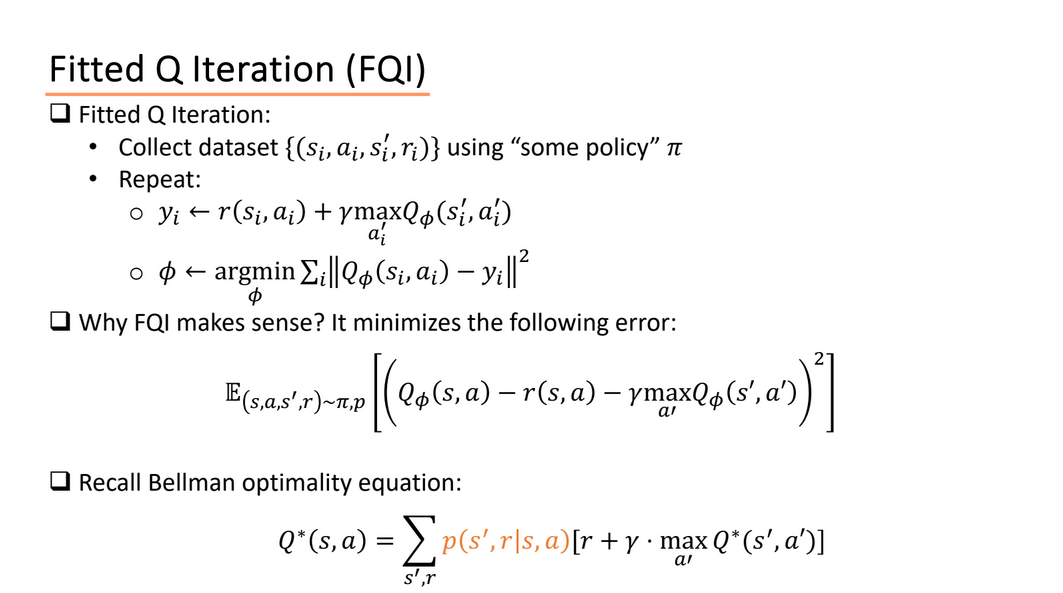 Fitted Q Iteration (FQI)
❑ Fitted Q Iteration:
• Collect dataset {(sᵢ, aᵢ, sᵢ′, rᵢ)} using “some policy” π
• Repeat:
○ yᵢ ← r(sᵢ, aᵢ) + γ max_{aᵢ′} Q_ϕ(sᵢ′, aᵢ′)
○ ϕ ← argmin_ϕ ∑ᵢ‖Q_ϕ(sᵢ, aᵢ) − yᵢ‖²
❑ Why FQI makes sense? It minimizes the following error:
𝔼_{(s,a,s′,r)~π,p} [(Q_ϕ(s, a) − r(s, a) − γ max_{a′} Q_ϕ(s′, a′))²]
❑ Recall Bellman optimality equation:
Q*(s, a) = ∑_{s′,r} p(s′, r|s, a)[r + γ · max_{a′} Q*(s′, a′)]